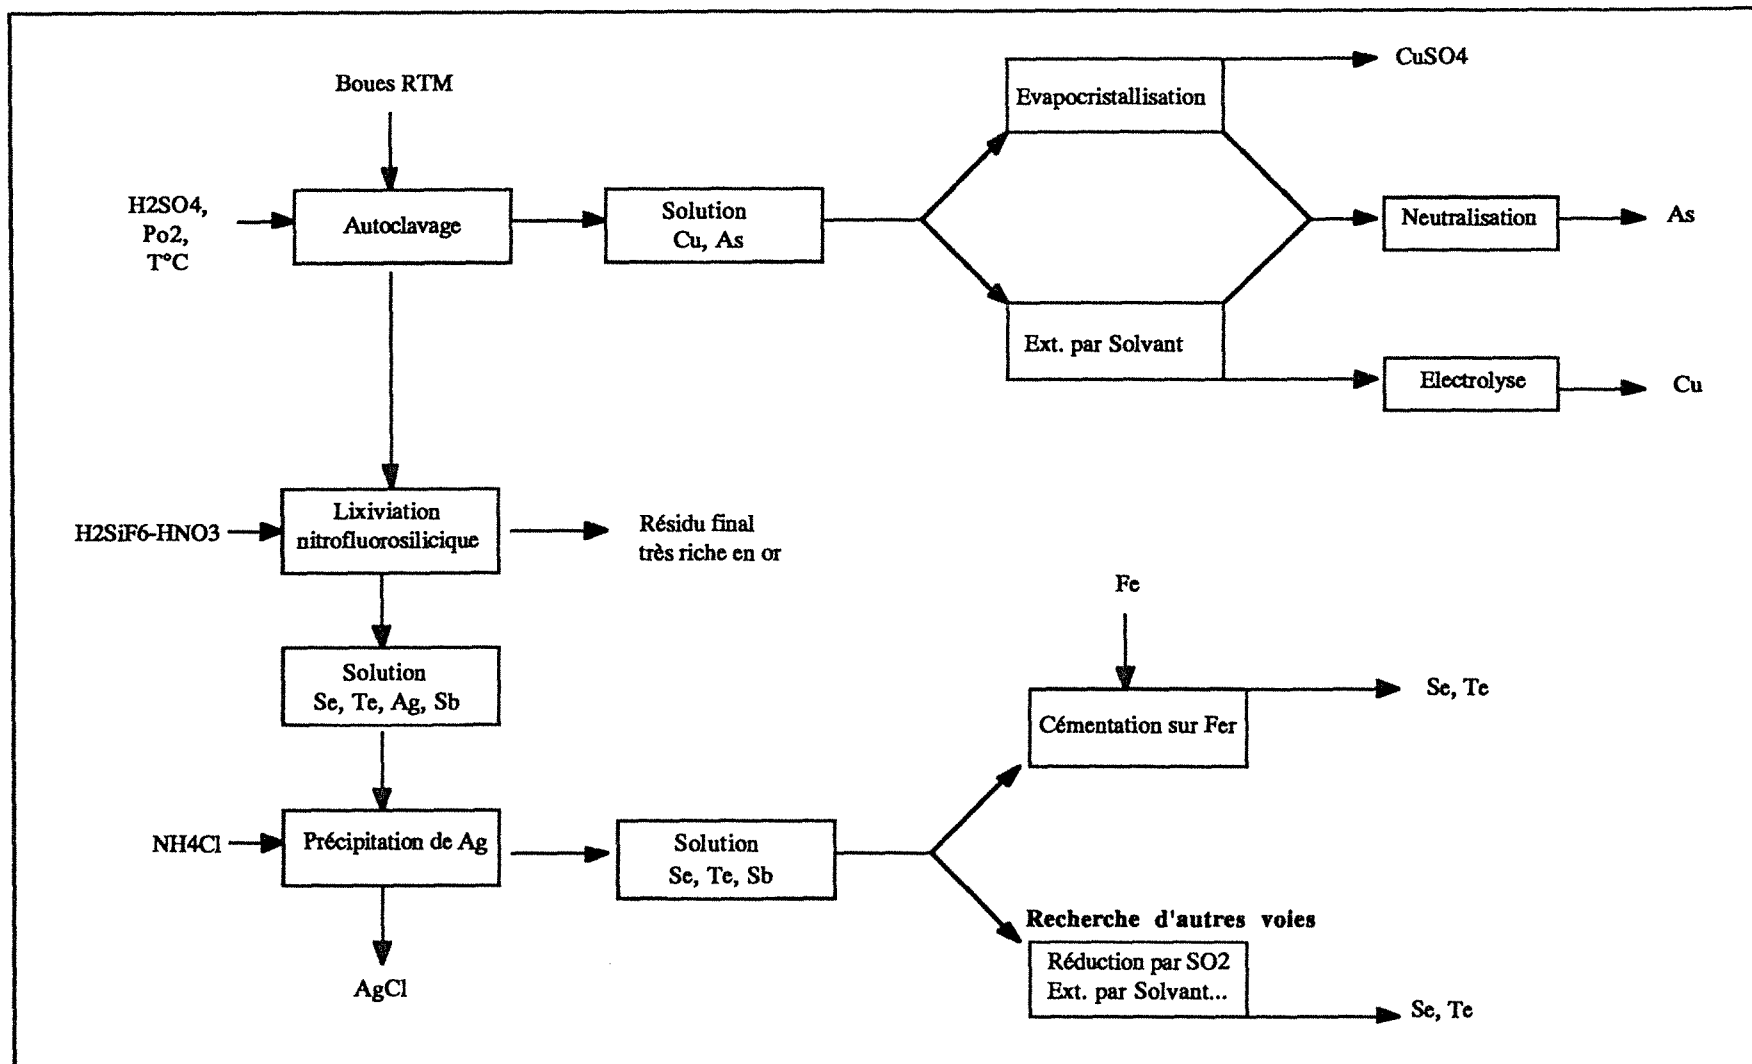 CuSO4
Boues RTM
Evapocristallisation
H2SO4,
Po2,
T°C
Autoclavage
Solution
Cu, As
Neutralisation
As
Ext. par Solvant
Electrolyse
Cu
H2SiF6-HNO3
Lixiviation
nitrofluorosilicique
Résidu final
très riche en or
Fe
Solution
Se, Te, Ag, Sb
Cémentation sur Fer
Se, Te
NH4Cl
Précipitation de Ag
Solution
Se, Te, Sb
Recherche d'autres voies
Réduction par SO2
Ext. par Solvant...
Se, Te
AgCl